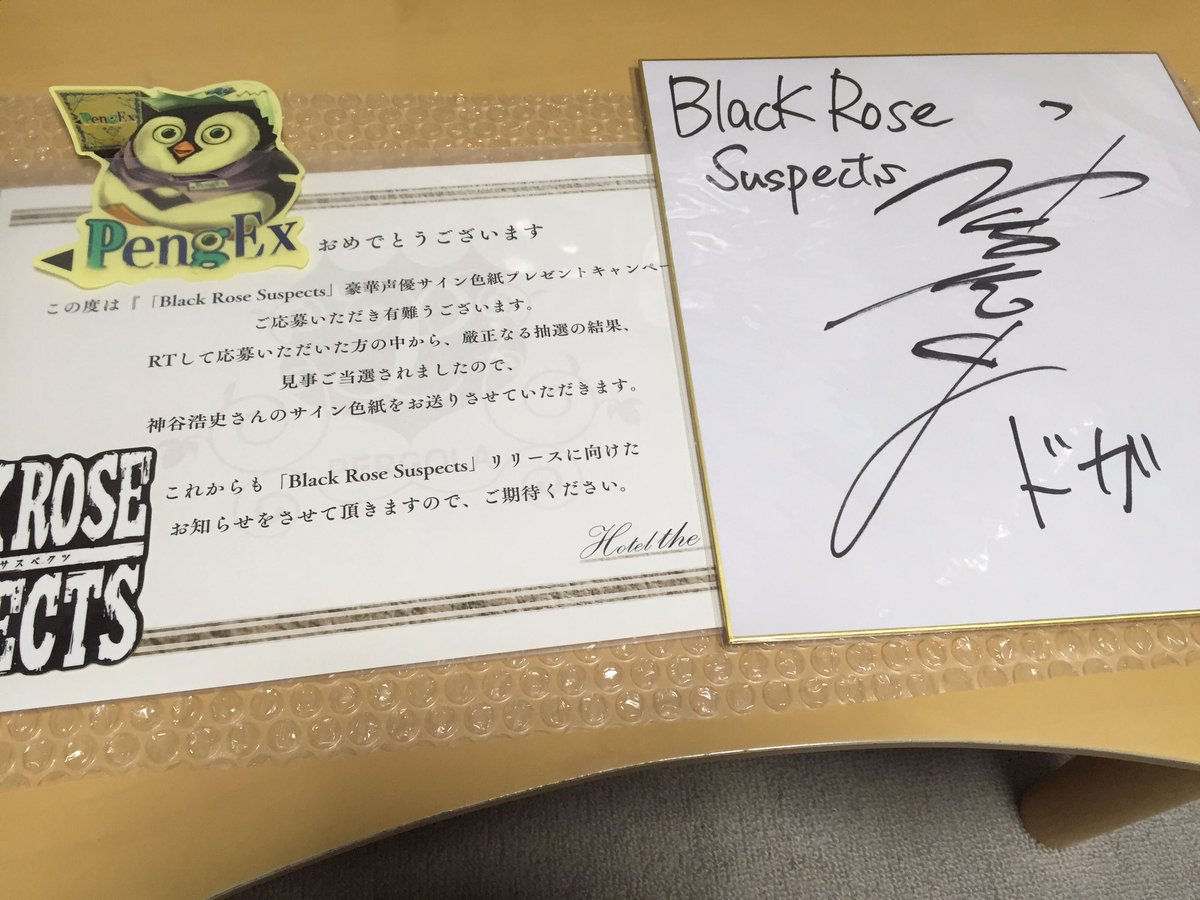 PengEx
PengEx
おめでとうございます
この度は『「Black Rose Suspects」豪華声優サイン色紙プレゼントキャンペー
ご応募いただき有難うございます。
RTして応募いただいた方の中から、厳正なる抽選の結果、
見事ご当選されましたので、
神谷浩史さんのサイン色紙をお送りさせていただきます。
これからも「Black Rose Suspects」リリースに向けた
お知らせをさせて頂きますので、ご期待ください。
Hotel the
K ROSE
サスペクツ
ECTS
Black Rose
Suspects
ドザ